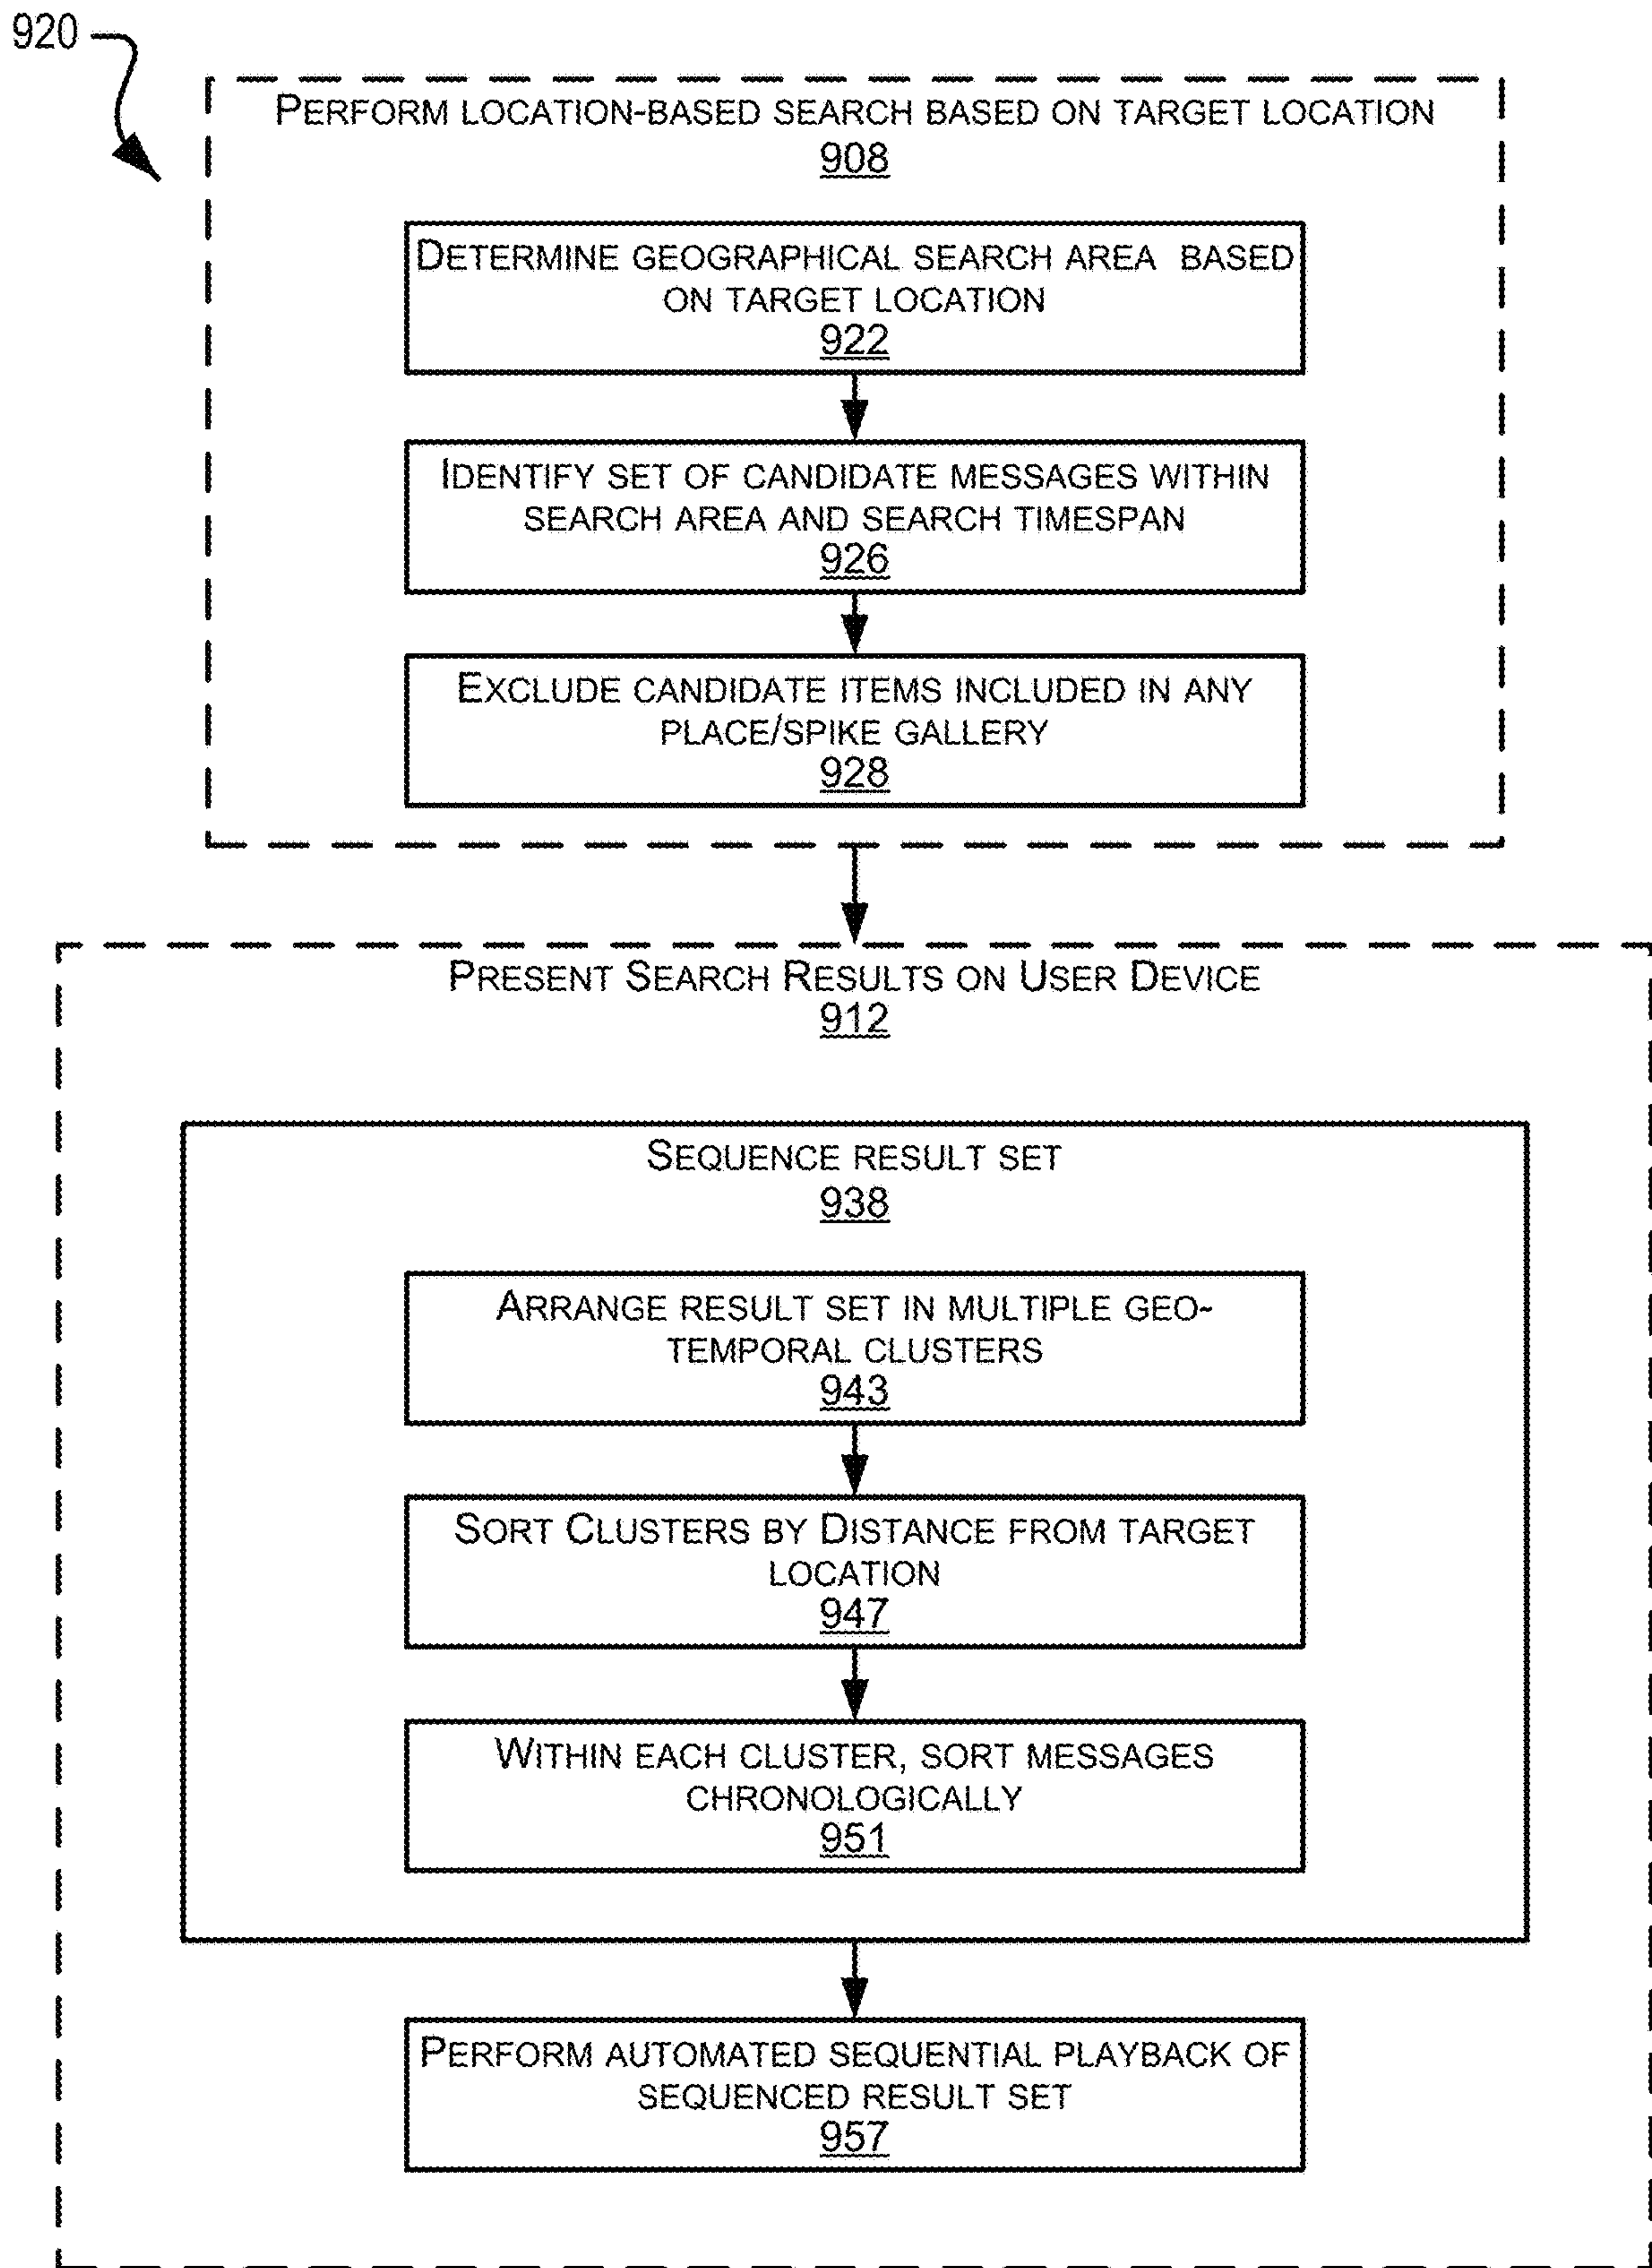 920
PERFORM LOCATION-BASED SEARCH BASED ON TARGET LOCATION
908
DETERMINE GEOGRAPHICAL SEARCH AREA BASED
ON TARGET LOCATION
922
IDENTIFY SET OF CANDIDATE MESSAGES WITHIN
SEARCH AREA AND SEARCH TIMESPAN
926
EXCLUDE CANDIDATE ITEMS INCLUDED IN ANY
PLACE/SPIKE GALLERY
928
PRESENT SEARCH RESULTS ON USER DEVICE
912
SEQUENCE RESULT SET
938
ARRANGE RESULT SET IN MULTIPLE GEO-
TEMPORAL CLUSTERS
943
SORT CLUSTERS BY DISTANCE FROM TARGET
LOCATION
947
WITHIN EACH CLUSTER, SORT MESSAGES
CHRONOLOGICALLY
951
PERFORM AUTOMATED SEQUENTIAL PLAYBACK OF
SEQUENCED RESULT SET
957